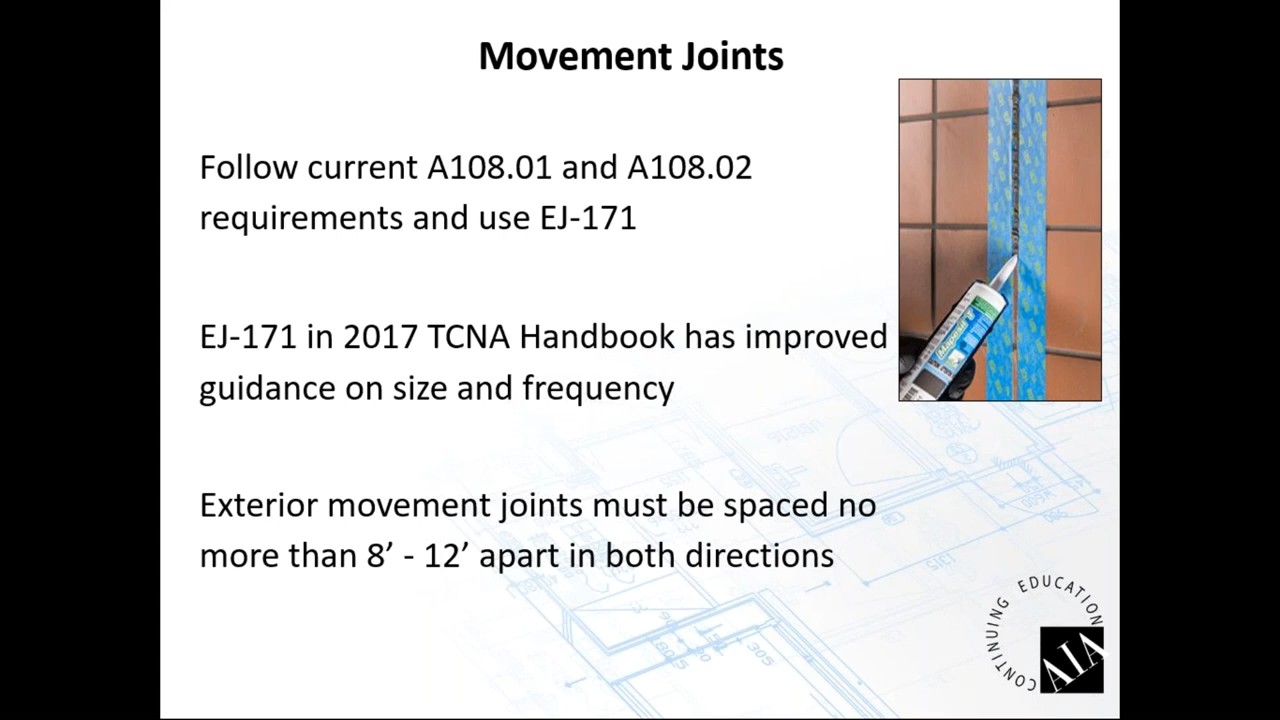 Movement Joints
Follow current A108.01 and A108.02
requirements and use EJ-171
EJ-171 in 2017 TCNA Handbook has improved
guidance on size and frequency
Exterior movement joints must be spaced no
more than 8’ - 12’ apart in both directions
CONTINUING EDUCATION
AIA
1315
305